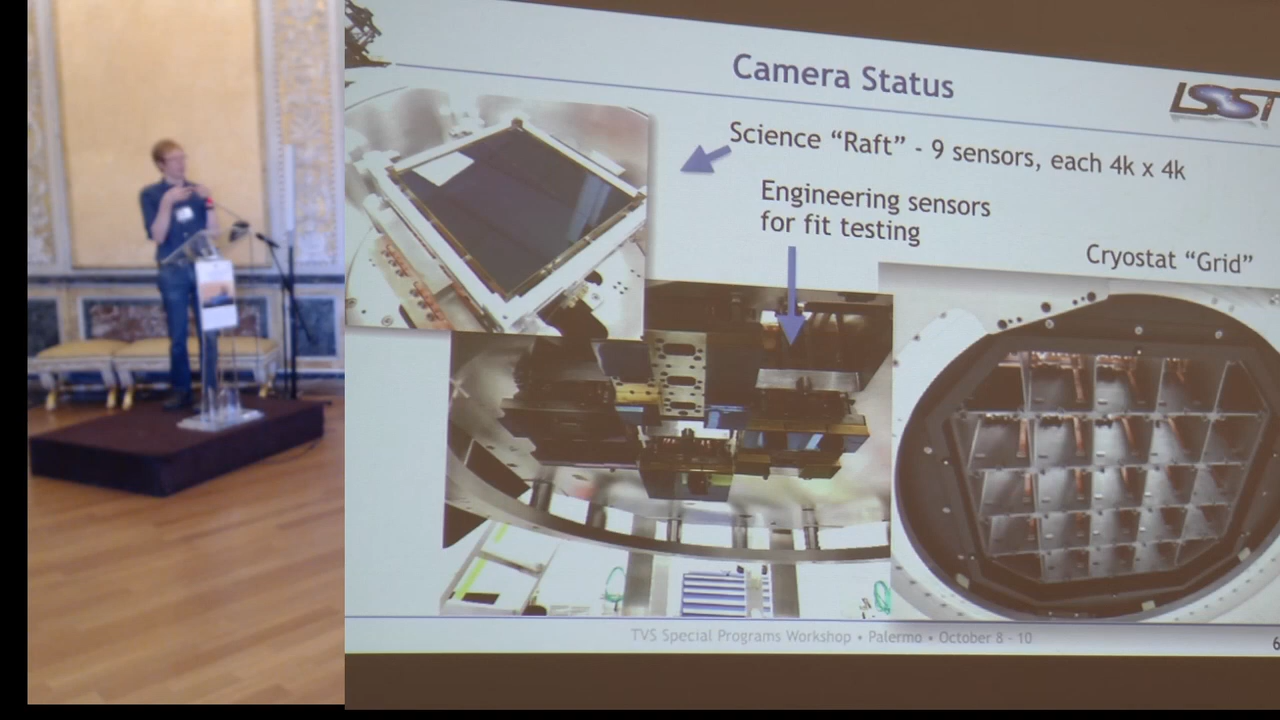 Camera Status
LSST
Science “Raft” - 9 sensors, each 4k x 4k
Engineering sensors
for fit testing
Cryostat “Grid”
TVS Special Programs Workshop • Palermo • October 8 - 10
6